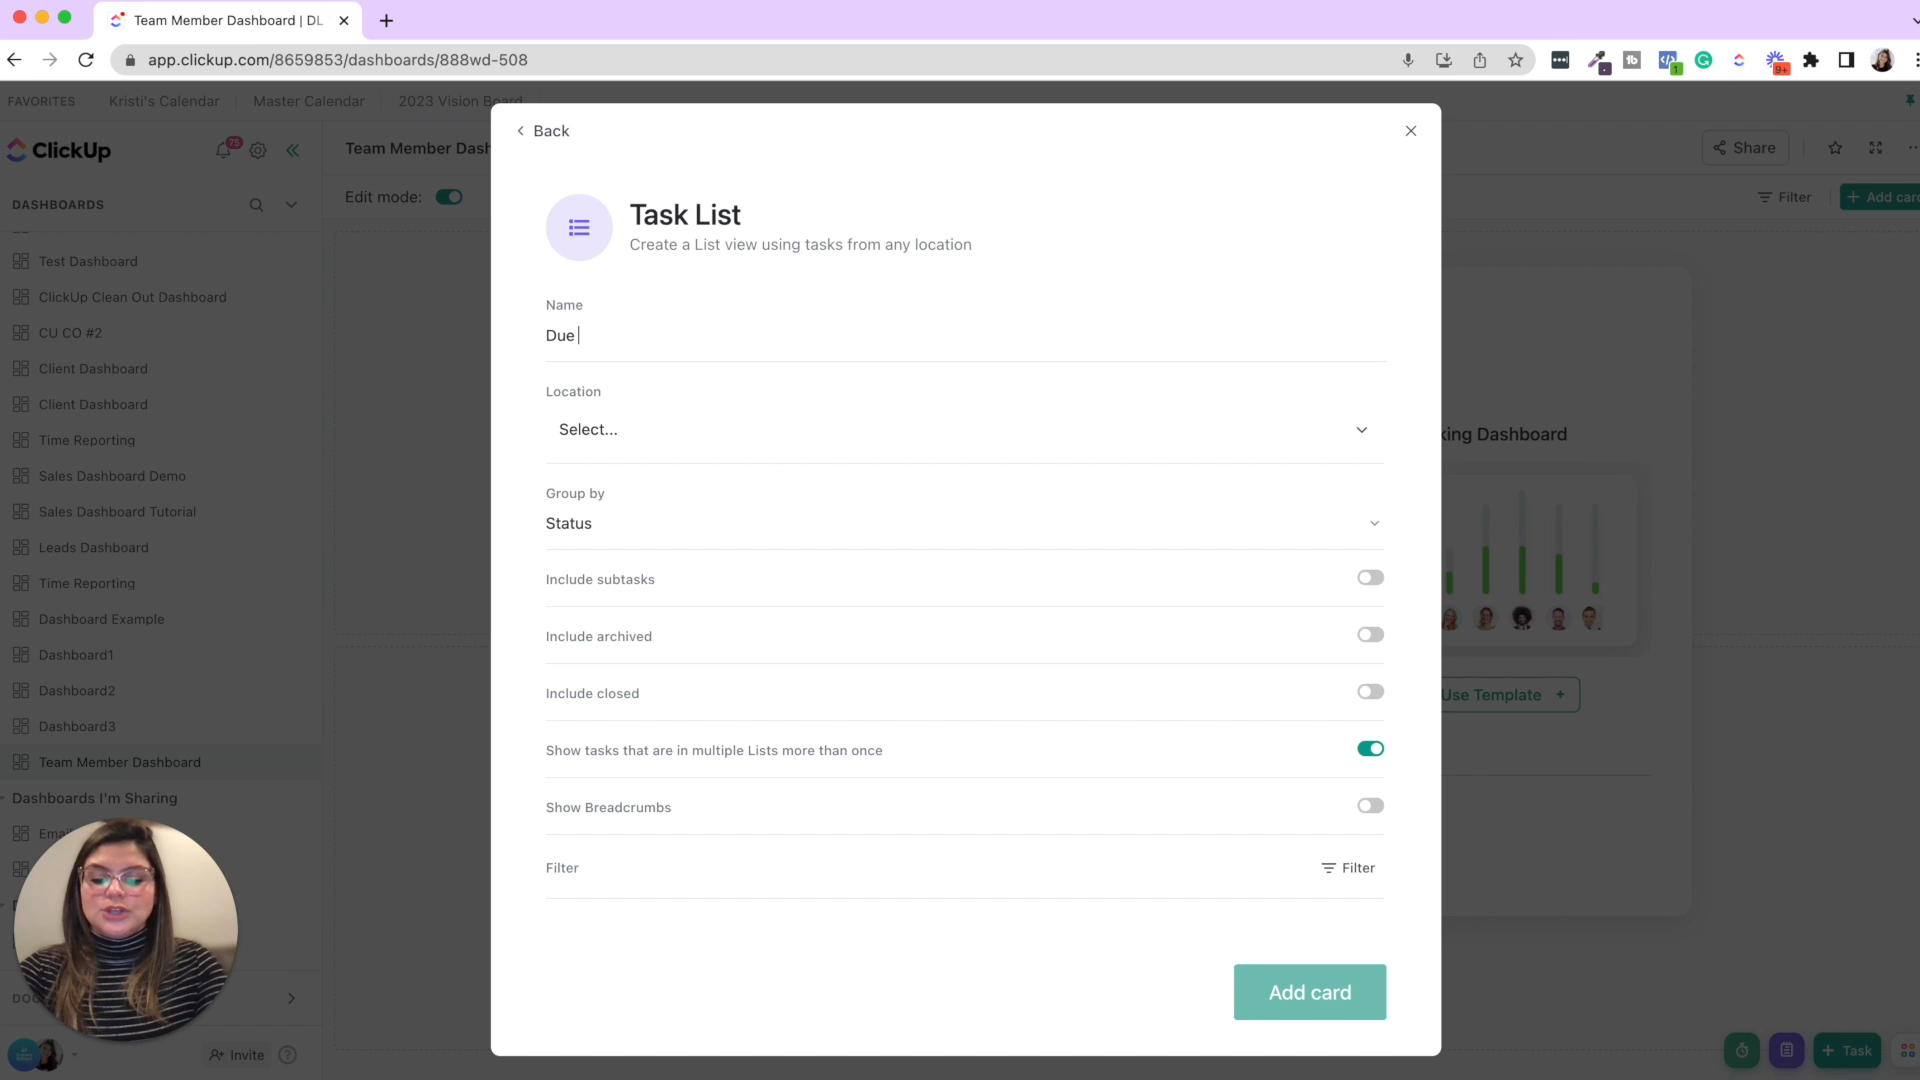 Team Member Dashboard | DL
app.clickup.com/8659853/dashboards/888wd-508
1
9+
FAVORITES
Kristi's Calendar
Master Calendar
2023 Vision Board
ClickUp
75
Team Member Dash
Share
DASHBOARDS
Edit mode:
Filter
+ Add card
Test Dashboard
ClickUp Clean Out Dashboard
CU CO #2
Client Dashboard
Client Dashboard
Time Reporting
Sales Dashboard Demo
Sales Dashboard Tutorial
Leads Dashboard
Time Reporting
Dashboard Example
Dashboard1
Dashboard2
Dashboard3
Team Member Dashboard
Dashboards I'm Sharing
Emai
DOC
Invite
?
Back
Task List
Create a List view using tasks from any location
Name
Due
Location
Select...
Group by
Status
Include subtasks
Include archived
Include closed
Show tasks that are in multiple Lists more than once
Show Breadcrumbs
Filter
Filter
Add card
king Dashboard
Use Template +
+ Task